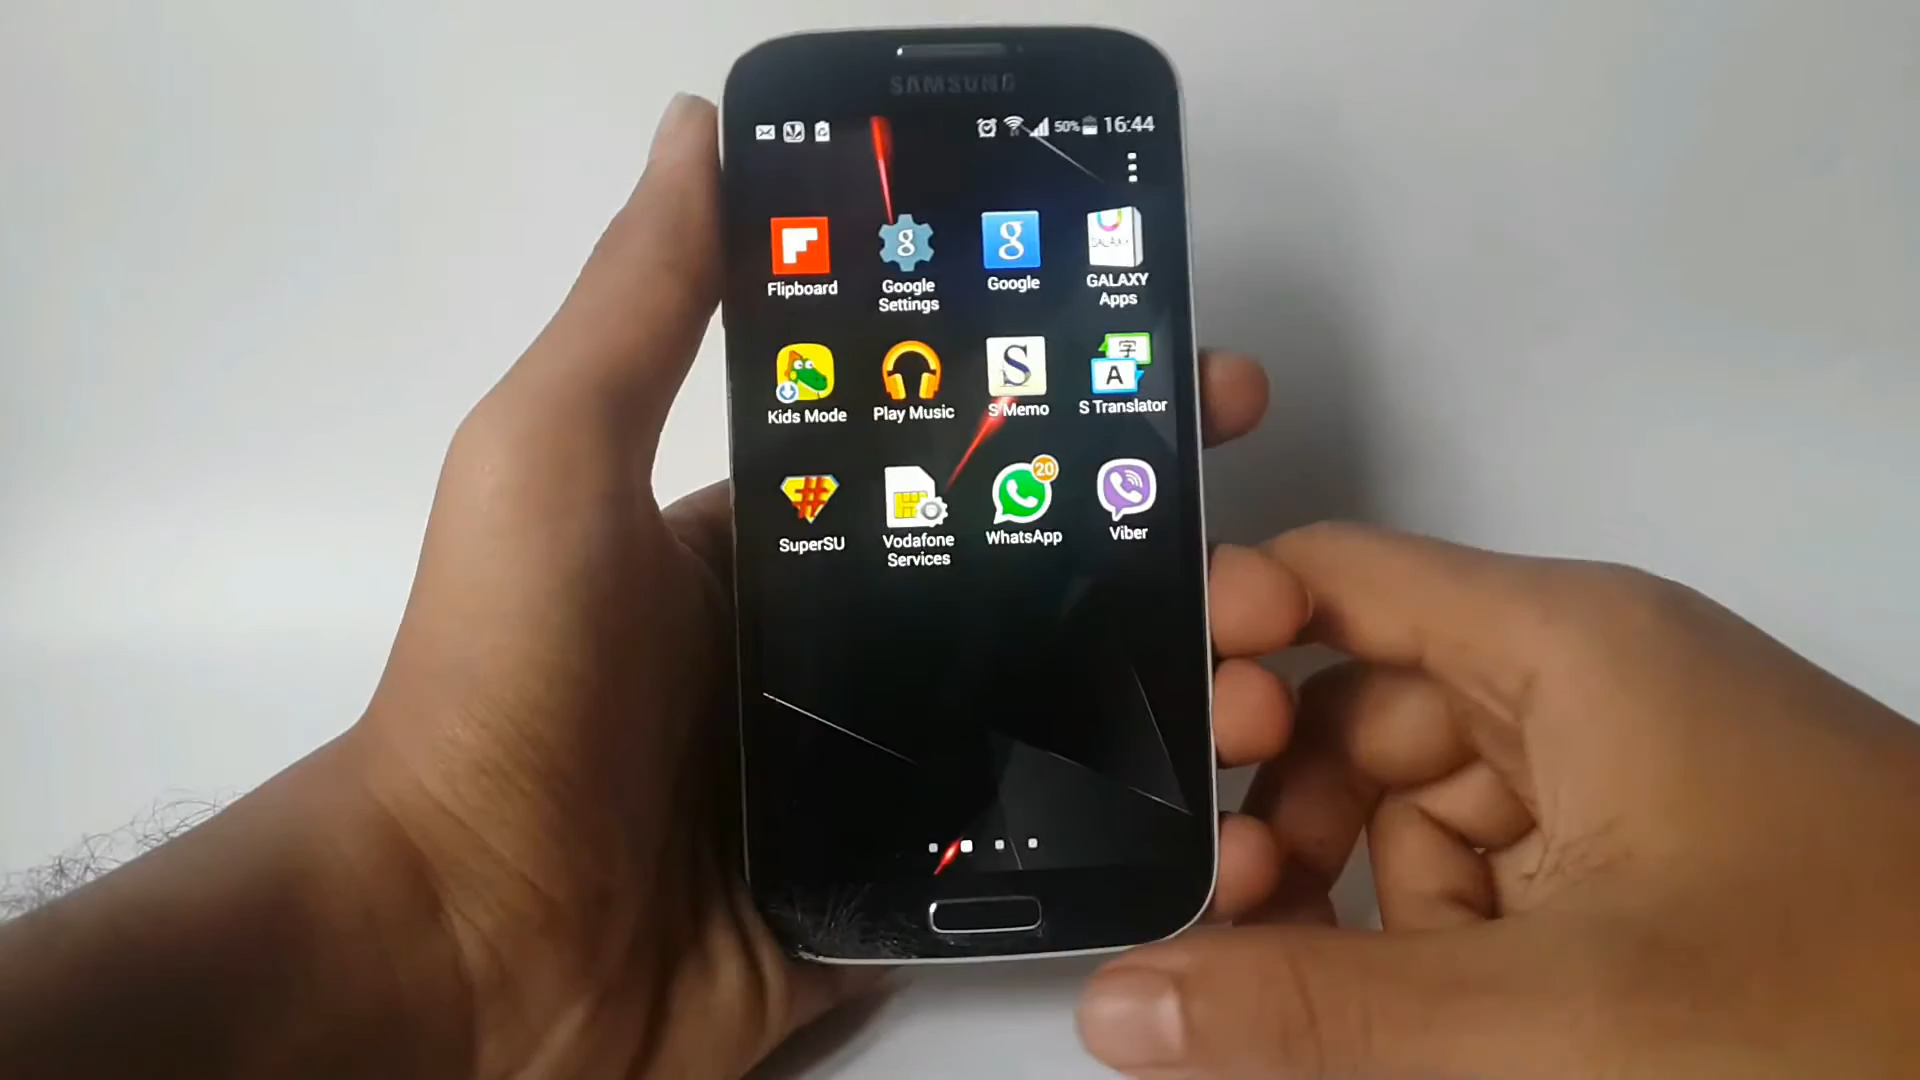 SAMSUNG
50% 16:44
Flipboard
Google
Settings
Google
GALAXY
Apps
GALAXY
Kids Mode
Play Music
S Memo
S Translator
20
SuperSU
Vodafone
Services
WhatsApp
Viber